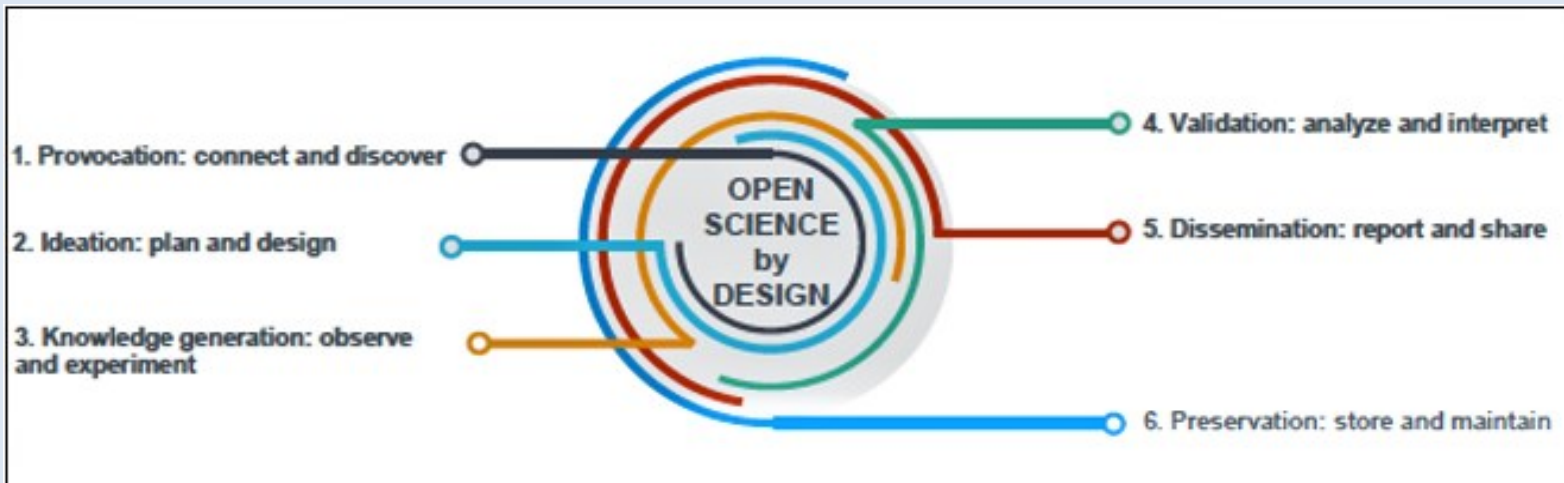 1. Provocation: connect and discover
2. Ideation: plan and design
3. Knowledge generation: observe
and experiment
OPEN
SCIENCE
by
DESIGN
4. Validation: analyze and interpret
5. Dissemination: report and share
6. Preservation: store and maintain